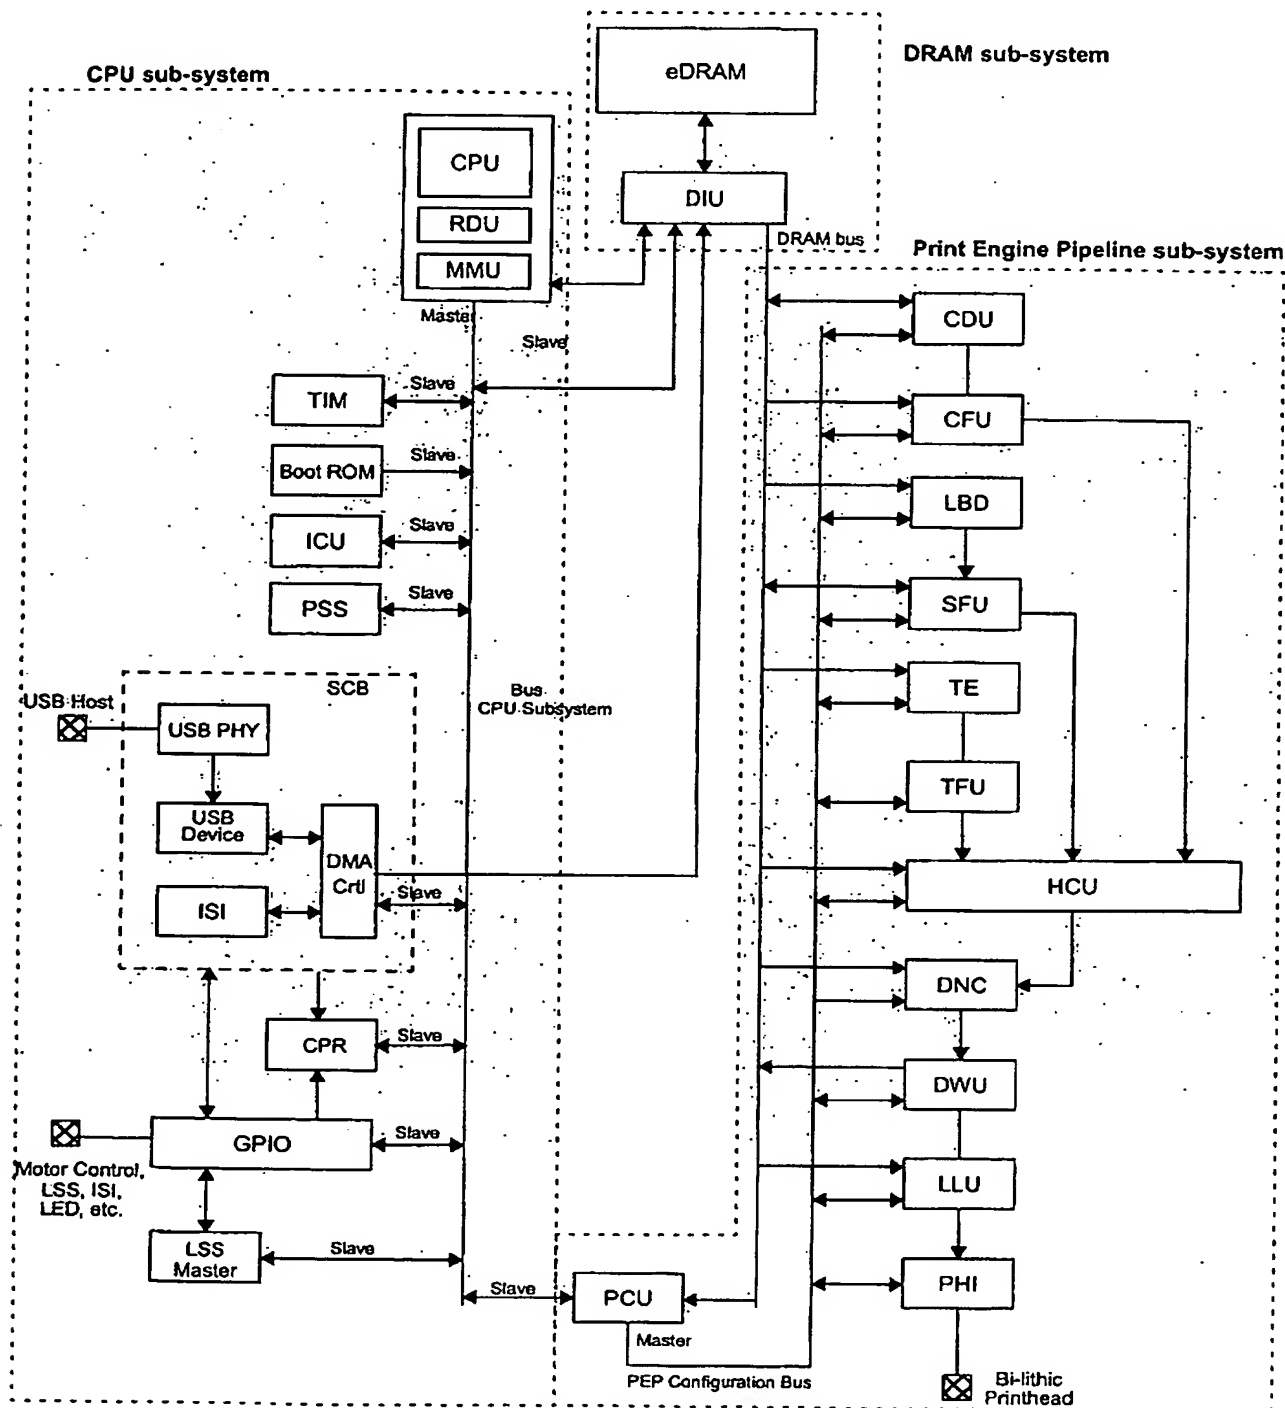 CPU sub-system
DRAM sub-system
eDRAM
DIU
DRAM bus
CPU
RDU
MMU
Master
Slave
TIM
Slave
Boot ROM
Slave
ICU
Slave
PSS
Slave
SCB
USB Host
USB PHY
USB
Device
ISI
DMA
Crtl
Slave
Bus
CPU Subsystem
CPR
Slave
GPIO
Slave
Motor Control,
LSS, ISI,
LED, etc.
LSS
Master
Slave
Slave
PCU
Master
PEP Configuration Bus
Print Engine Pipeline sub-system
CDU
CFU
LBD
SFU
TE
TFU
HCU
DNC
DWU
LLU
PHI
Bi-lithic
Printhead